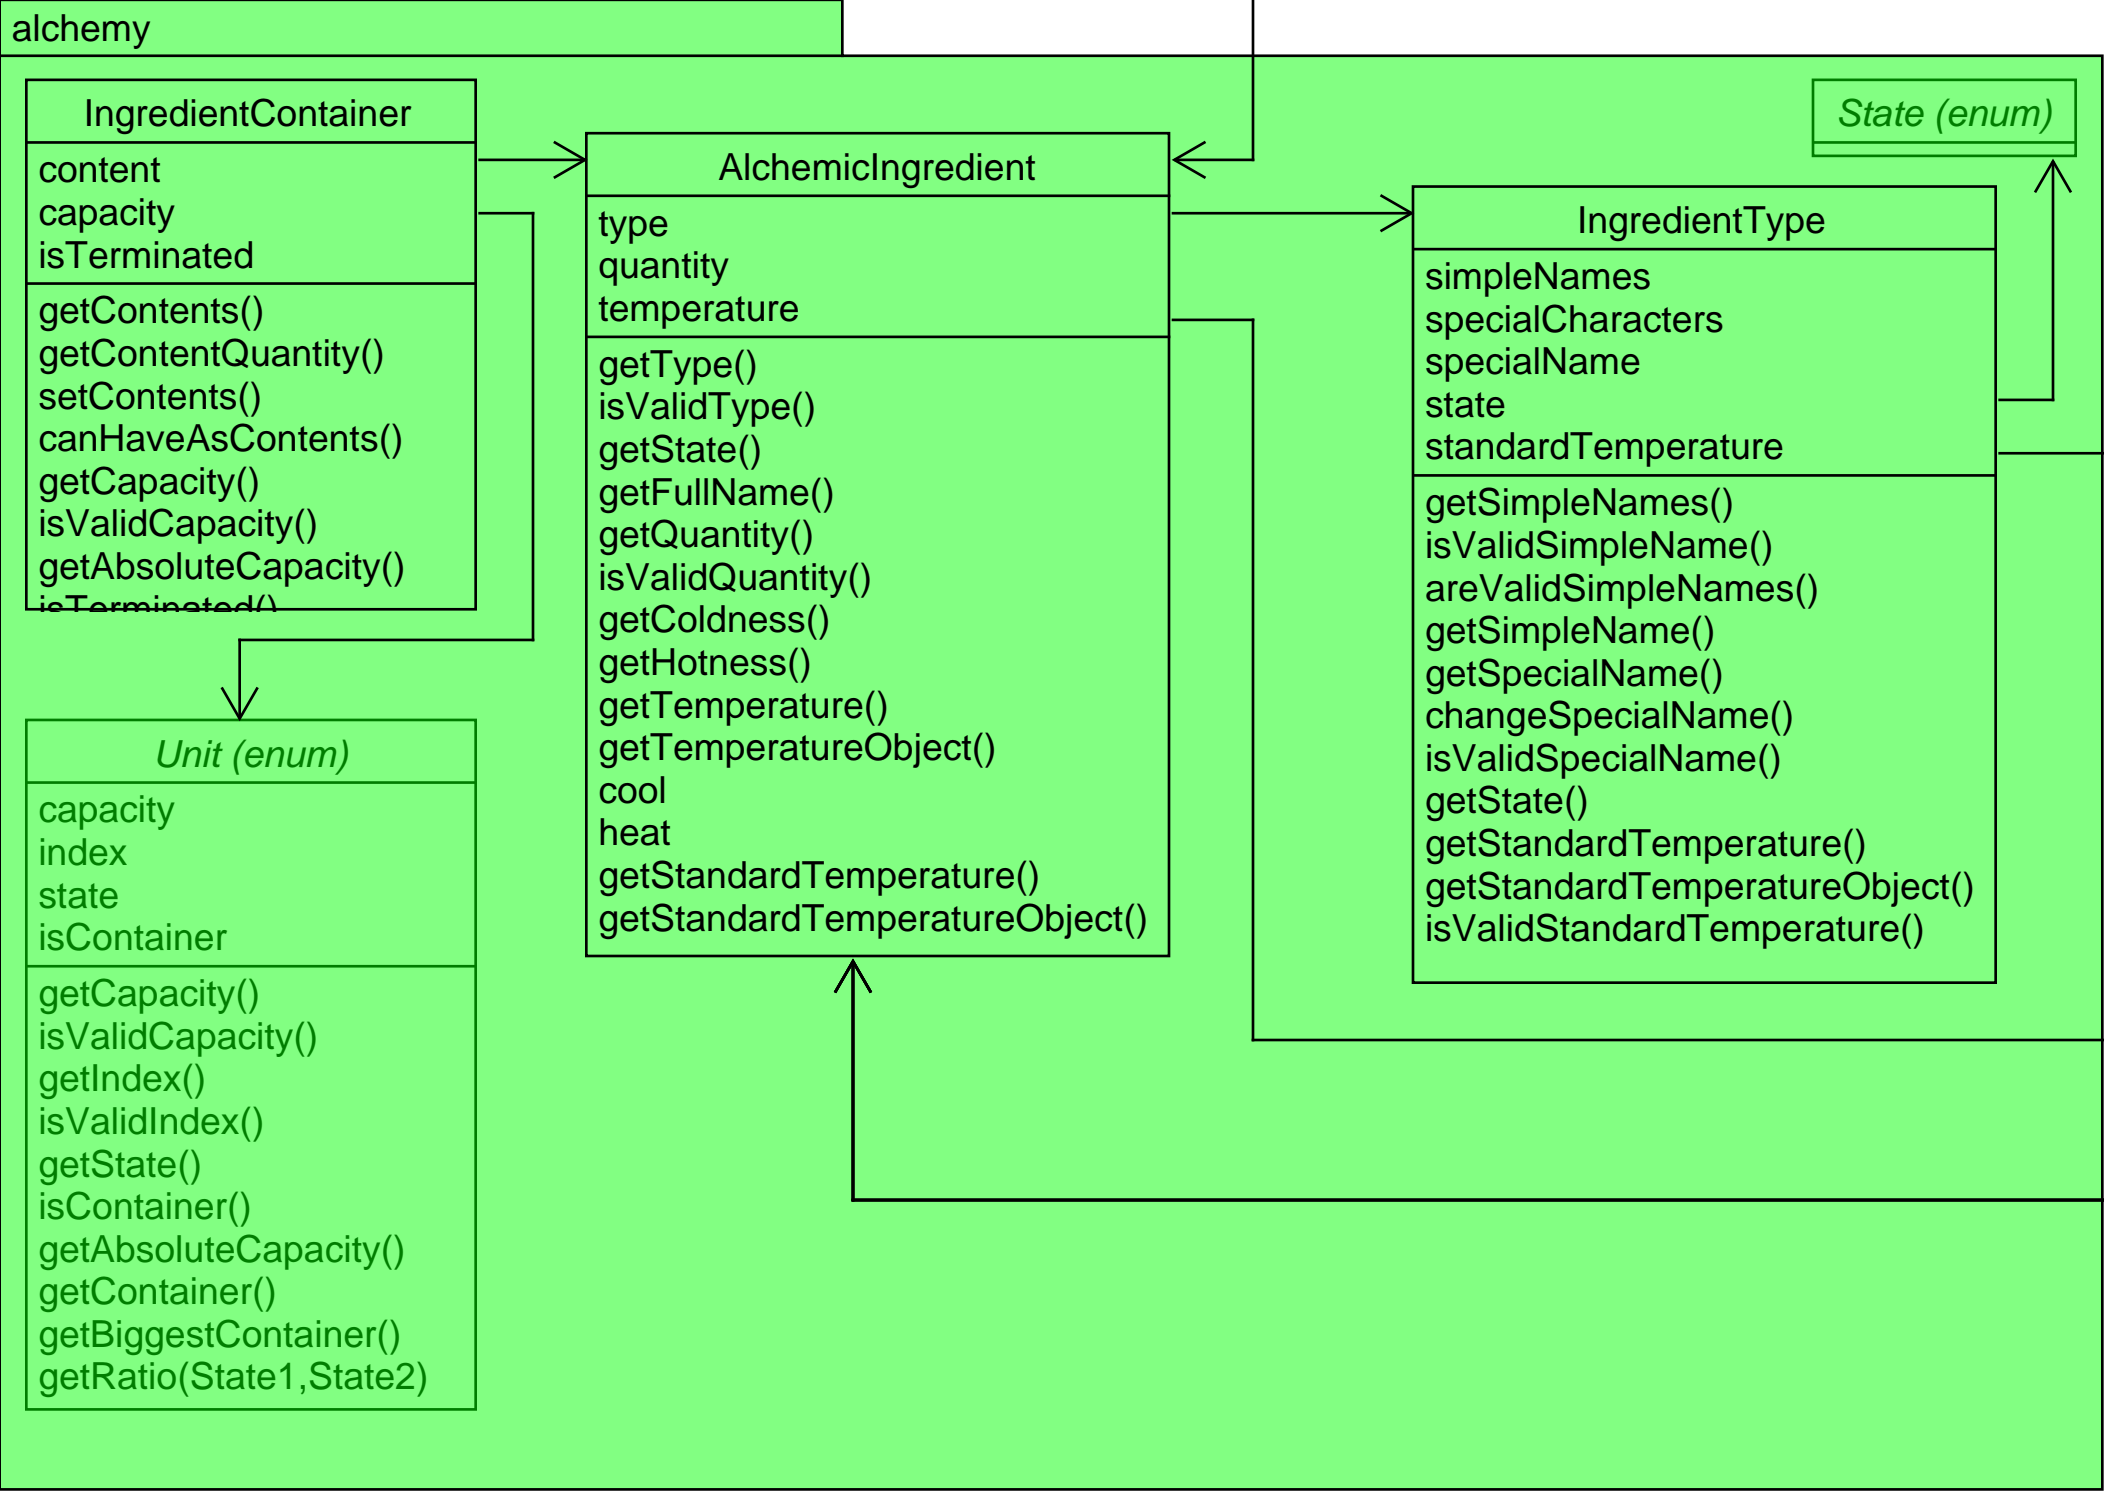 alchemy
IngredientContainer
content
capacity
isTerminated
getContents()
getContentQuantity()
setContents()
canHaveAsContents()
getCapacity()
isValidCapacity()
getAbsoluteCapacity()
isTerminated()
Unit (enum)
capacity
index
state
isContainer
getCapacity()
isValidCapacity()
getIndex()
isValidIndex()
getState()
isContainer()
getAbsoluteCapacity()
getContainer()
getBiggestContainer()
getRatio(State1,State2)
AlchemicIngredient
type
quantity
temperature
getType()
isValidType()
getState()
getFullName()
getQuantity()
isValidQuantity()
getColdness()
getHotness()
getTemperature()
getTemperatureObject()
cool
heat
getStandardTemperature()
getStandardTemperatureObject()
State (enum)
IngredientType
simpleNames
specialCharacters
specialName
state
standardTemperature
getSimpleNames()
isValidSimpleName()
areValidSimpleNames()
getSimpleName()
getSpecialName()
changeSpecialName()
isValidSpecialName()
getState()
getStandardTemperature()
getStandardTemperatureObject()
isValidStandardTemperature()